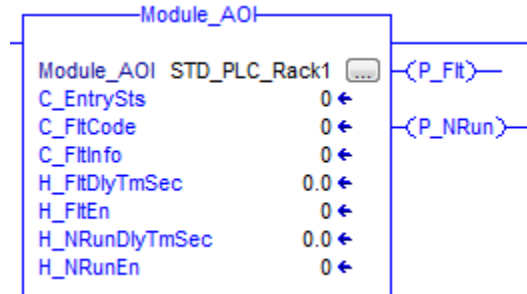 Module_AOI
Module_AOI STD_PLC_Rack1 ... (P_Flt)
C_EntrySts 0
C_FltCode 0 (P_NRun)
C_FltInfo 0
H_FltDlyTmSec 0.0
H_FltEn 0
H_NRunDlyTmSec 0.0
H_NRunEn 0